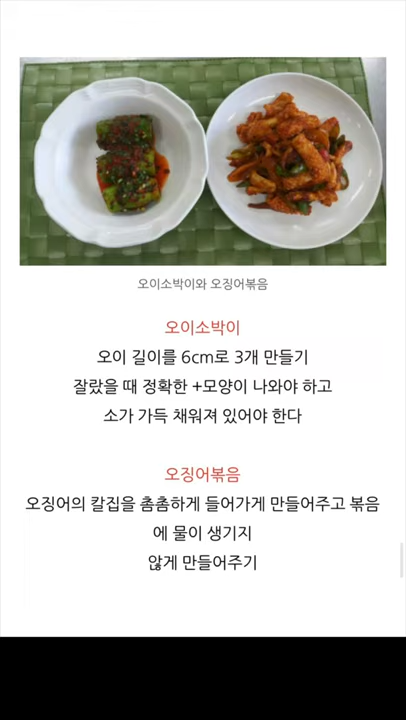 오이소박이와 오징어볶음
오이소박이
오이 길이를 6cm로 3개 만들기
잘랐을 때 정확한 +모양이 나와야 하고
소가 가득 채워져 있어야 한다
오징어볶음
오징어의 칼집을 촘촘하게 들어가게 만들어주고 볶음
에 물이 생기지
않게 만들어주기